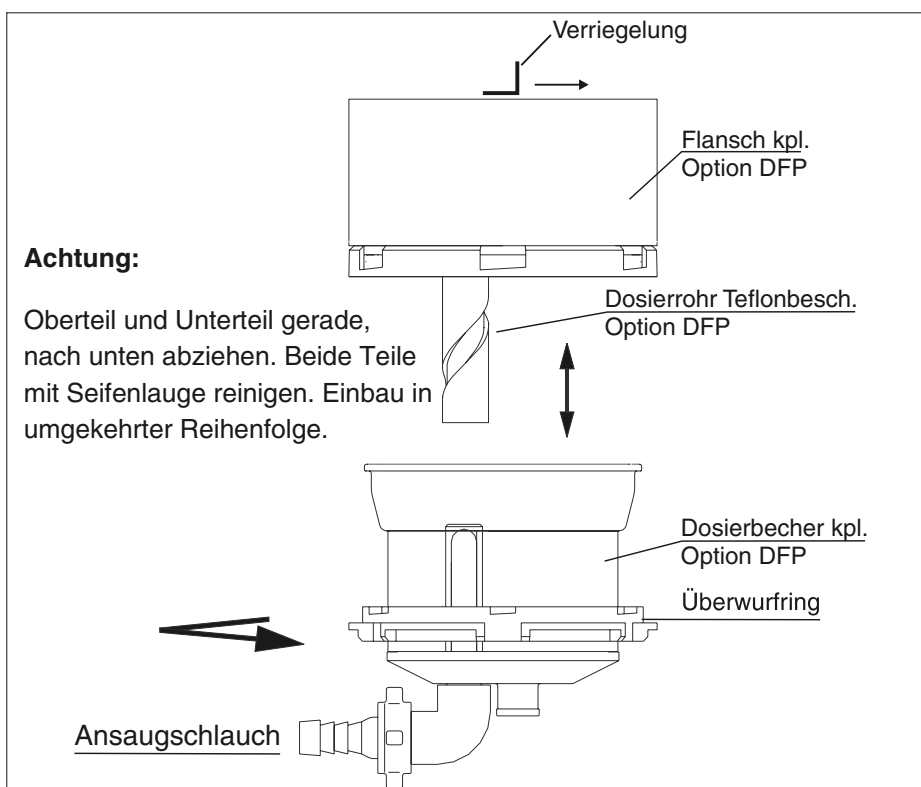 Verriegelung
Flansch kpl.
Option DFP
Achtung:
Oberteil und Unterteil gerade,
nach unten abziehen. Beide Teile
mit Seifenlauge reinigen. Einbau in
umgekehrter Reihenfolge.
Dosierrohr Teflonbesch.
Option DFP
Dosierbecher kpl.
Option DFP
Überwurfring
Ansaugschlauch